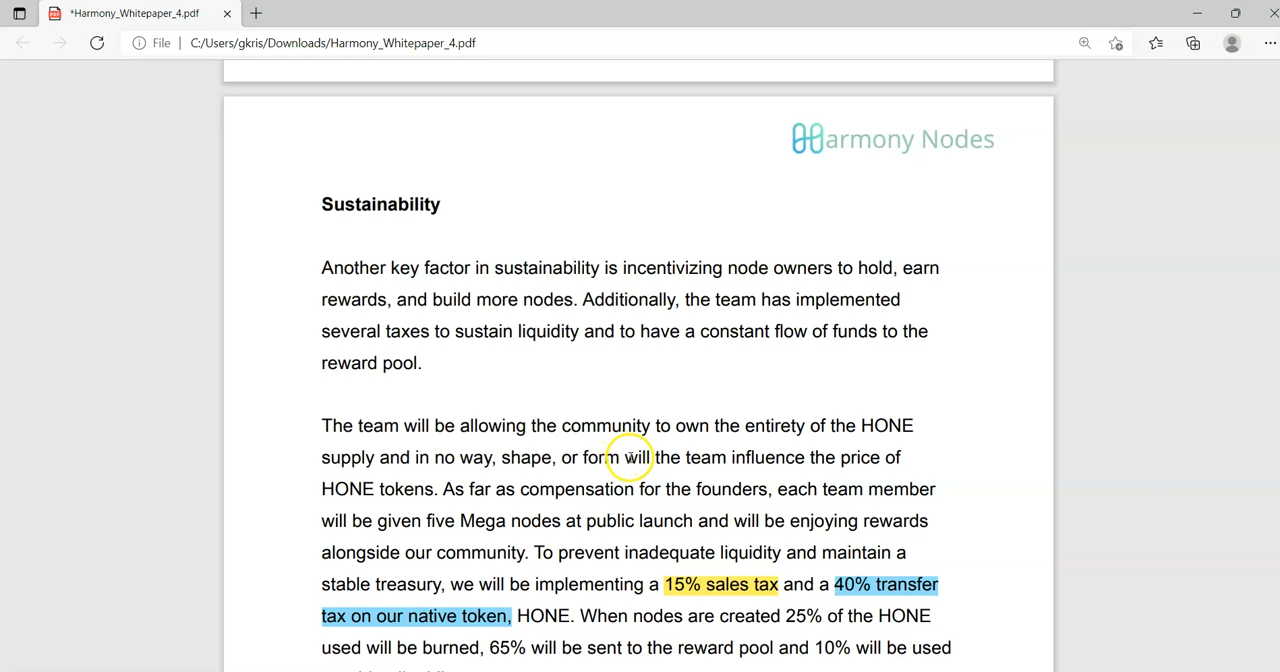 *Harmony_Whitepaper_4.pdf
File | C:/Users/gkris/Downloads/Harmony_Whitepaper_4.pdf
Harmony Nodes
Sustainability
Another key factor in sustainability is incentivizing node owners to hold, earn
rewards, and build more nodes. Additionally, the team has implemented
several taxes to sustain liquidity and to have a constant flow of funds to the
reward pool.
The team will be allowing the community to own the entirety of the HONE
supply and in no way, shape, or form will the team influence the price of
HONE tokens. As far as compensation for the founders, each team member
will be given five Mega nodes at public launch and will be enjoying rewards
alongside our community. To prevent inadequate liquidity and maintain a
stable treasury, we will be implementing a 15% sales tax and a 40% transfer
tax on our native token, HONE. When nodes are created 25% of the HONE
used will be burned, 65% will be sent to the reward pool and 10% will be used